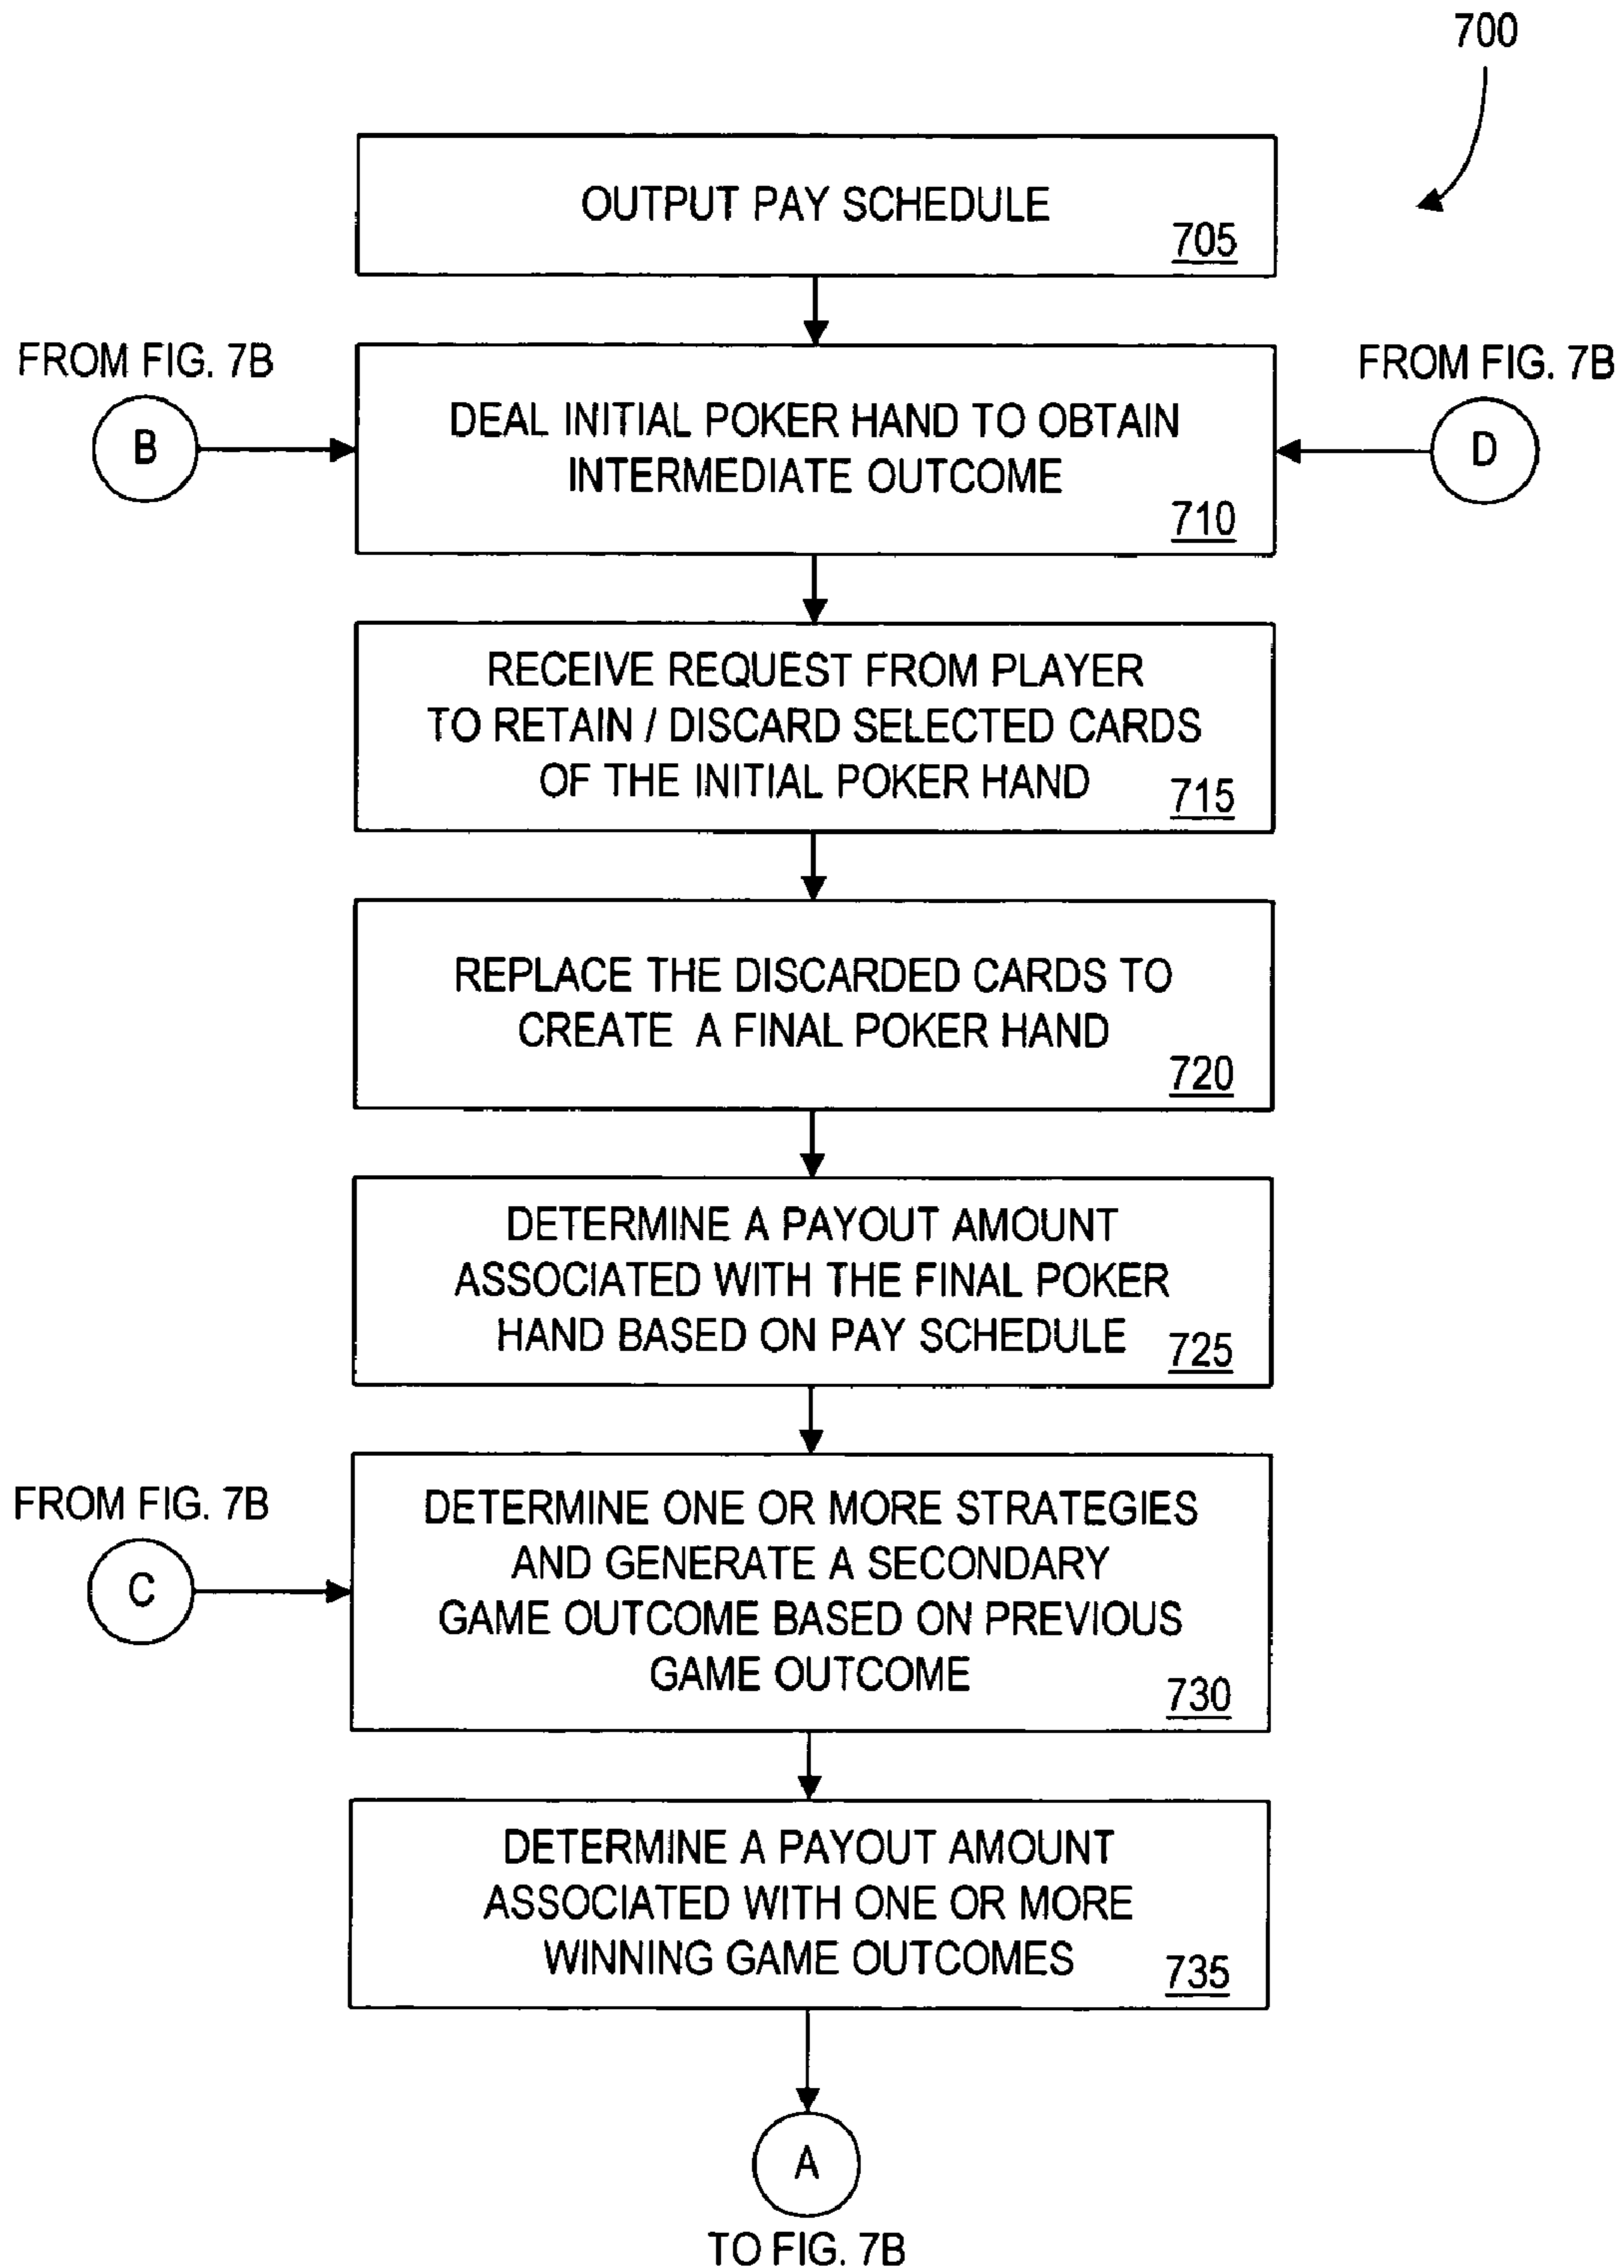 700
OUTPUT PAY SCHEDULE
705
FROM FIG. 7B
B
FROM FIG. 7B
D
DEAL INITIAL POKER HAND TO OBTAIN
INTERMEDIATE OUTCOME
710
RECEIVE REQUEST FROM PLAYER
TO RETAIN / DISCARD SELECTED CARDS
OF THE INITIAL POKER HAND
715
REPLACE THE DISCARDED CARDS TO
CREATE A FINAL POKER HAND
720
DETERMINE A PAYOUT AMOUNT
ASSOCIATED WITH THE FINAL POKER
HAND BASED ON PAY SCHEDULE
725
FROM FIG. 7B
C
DETERMINE ONE OR MORE STRATEGIES
AND GENERATE A SECONDARY
GAME OUTCOME BASED ON PREVIOUS
GAME OUTCOME
730
DETERMINE A PAYOUT AMOUNT
ASSOCIATED WITH ONE OR MORE
WINNING GAME OUTCOMES
735
A
TO FIG. 7B